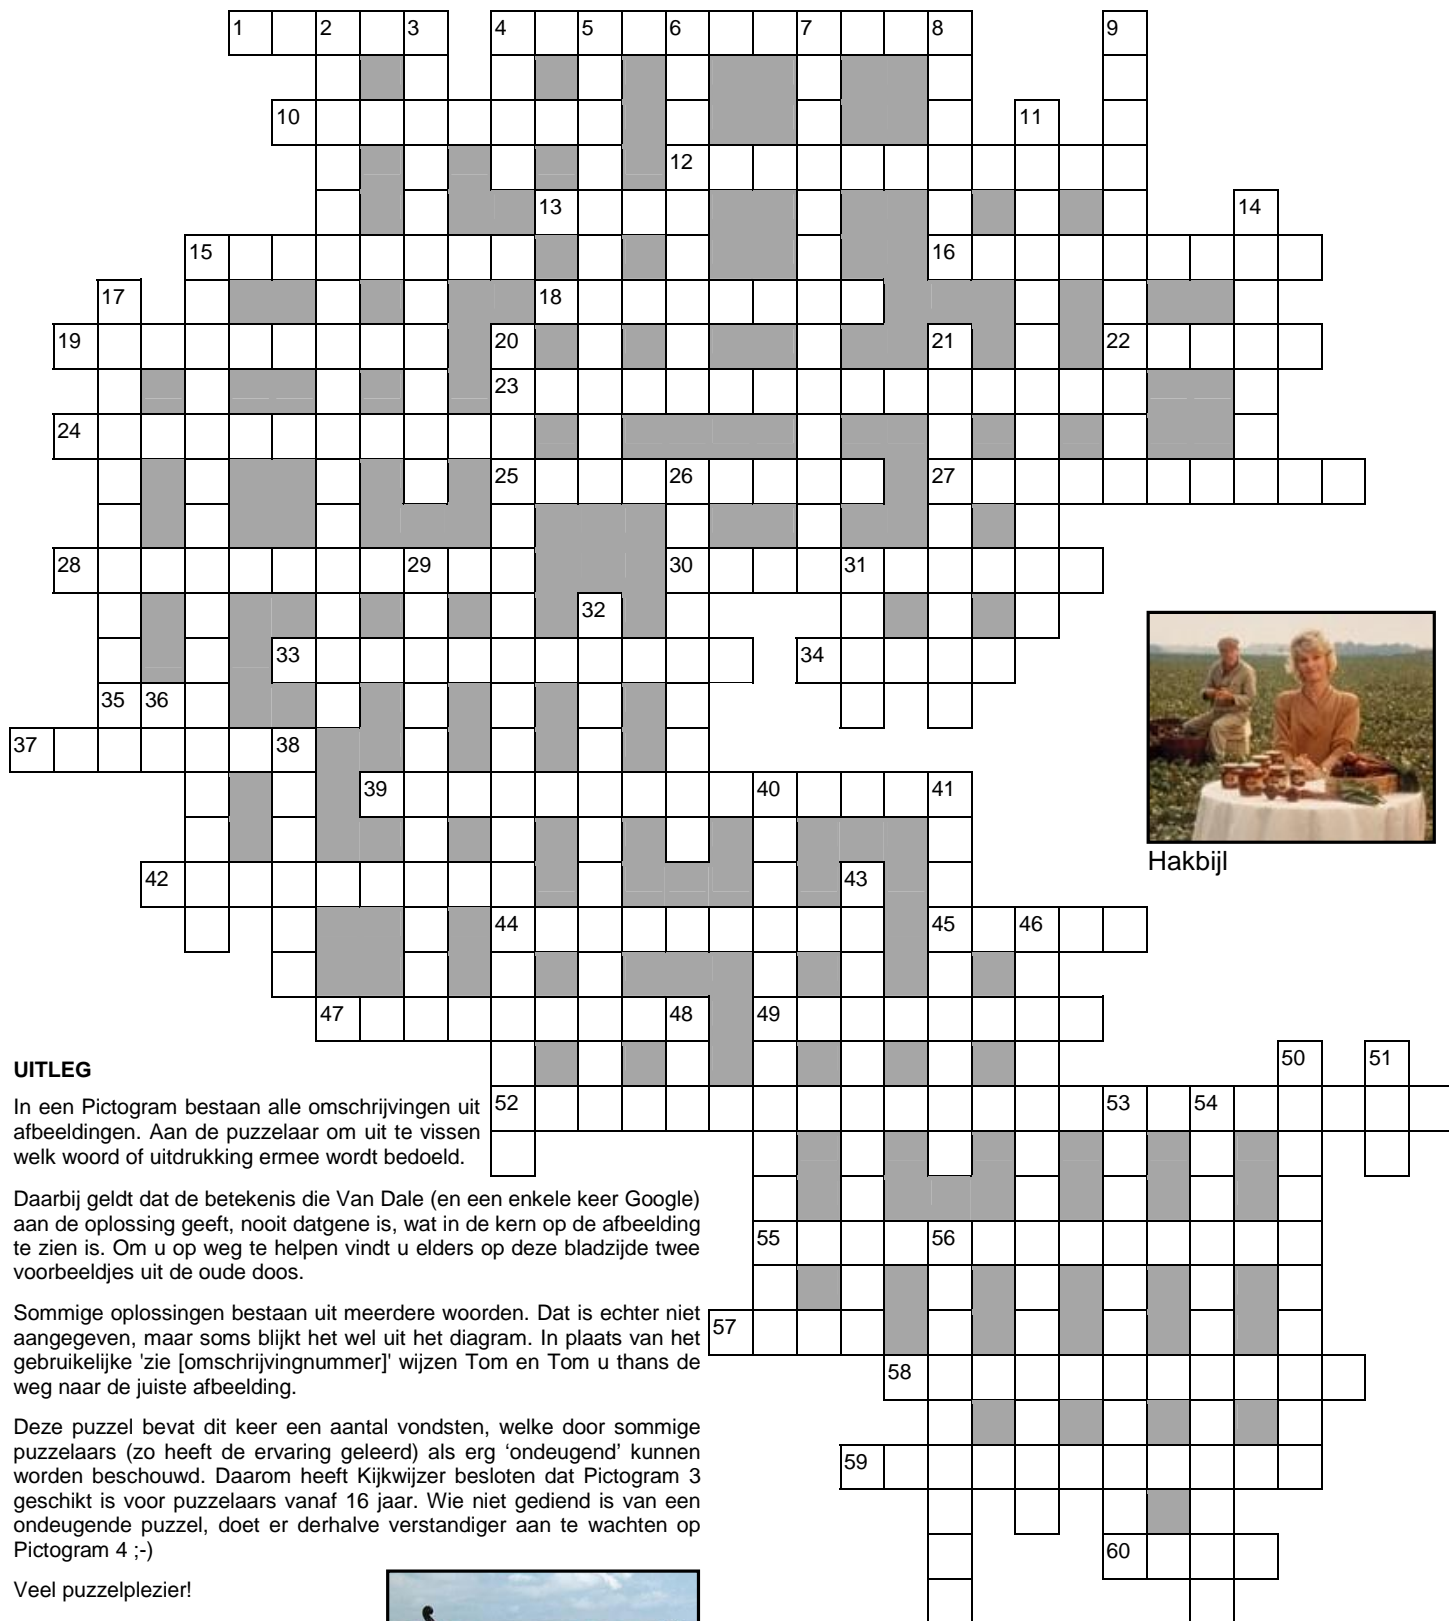 1 2 3 4 5 6 7 8 9
10 11
12
13 14
15 16
17 18
19 20 21 22
23
24
25 26 27
28 29 30 31
32
33 34
35 36
37 38
39 40 41
42 43
44 45 46
47 48 49
50 51
52 53 54
55 56
57
58
59
60
Hakbijl
UITLEG
In een Pictogram bestaan alle omschrijvingen uit
afbeeldingen. Aan de puzzelaar om uit te vissen
welk woord of uitdrukking ermee wordt bedoeld.
Daarbij geldt dat de betekenis die Van Dale (en een enkele keer Google)
aan de oplossing geeft, nooit datgene is, wat in de kern op de afbeelding
te zien is. Om u op weg te helpen vindt u elders op deze bladzijde twee
voorbeeldjes uit de oude doos.
Sommige oplossingen bestaan uit meerdere woorden. Dat is echter niet
aangegeven, maar soms blijkt het wel uit het diagram. In plaats van het
gebruikelijke 'zie [omschrijvingnummer]' wijzen Tom en Tom u thans de
weg naar de juiste afbeelding.
Deze puzzel bevat dit keer een aantal vondsten, welke door sommige
puzzelaars (zo heeft de ervaring geleerd) als erg ‘ondeugend’ kunnen
worden beschouwd. Daarom heeft Kijkwijzer besloten dat Pictogram 3
geschikt is voor puzzelaars vanaf 16 jaar. Wie niet gediend is van een
ondeugende puzzel, doet er derhalve verstandiger aan te wachten op
Pictogram 4 ;-)
Veel puzzelplezier!